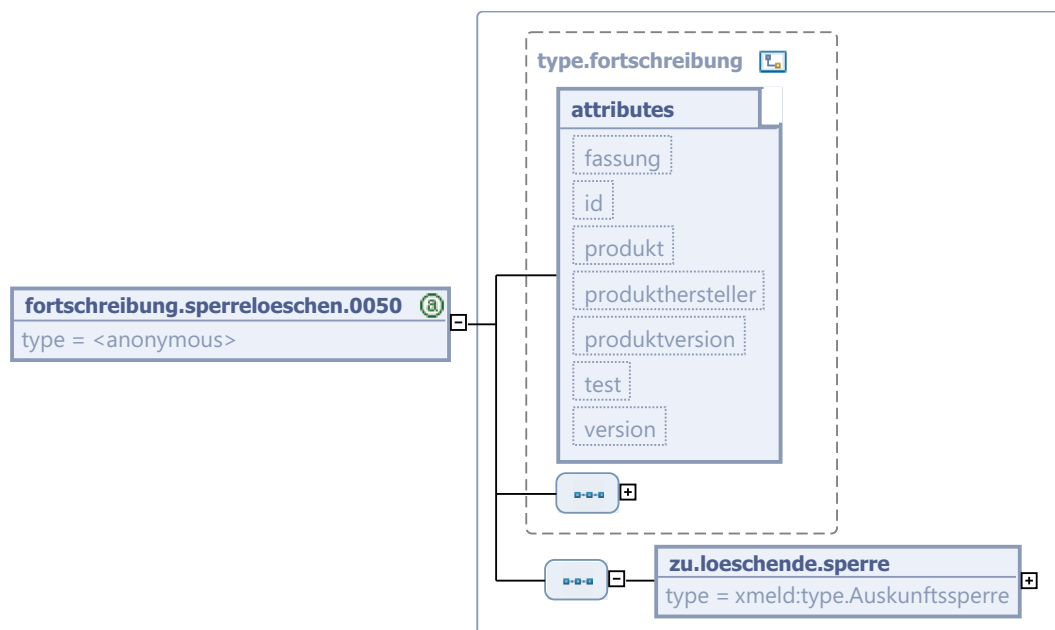 type.fortschreibung
attributes
fassung
id
produkt
produkthersteller
produktversion
test
version
fortschreibung.sperreloeschen.0050 @
type = <anonymous>
zu.loeschende.sperre
type = xmeld:type.Auskunftssperre